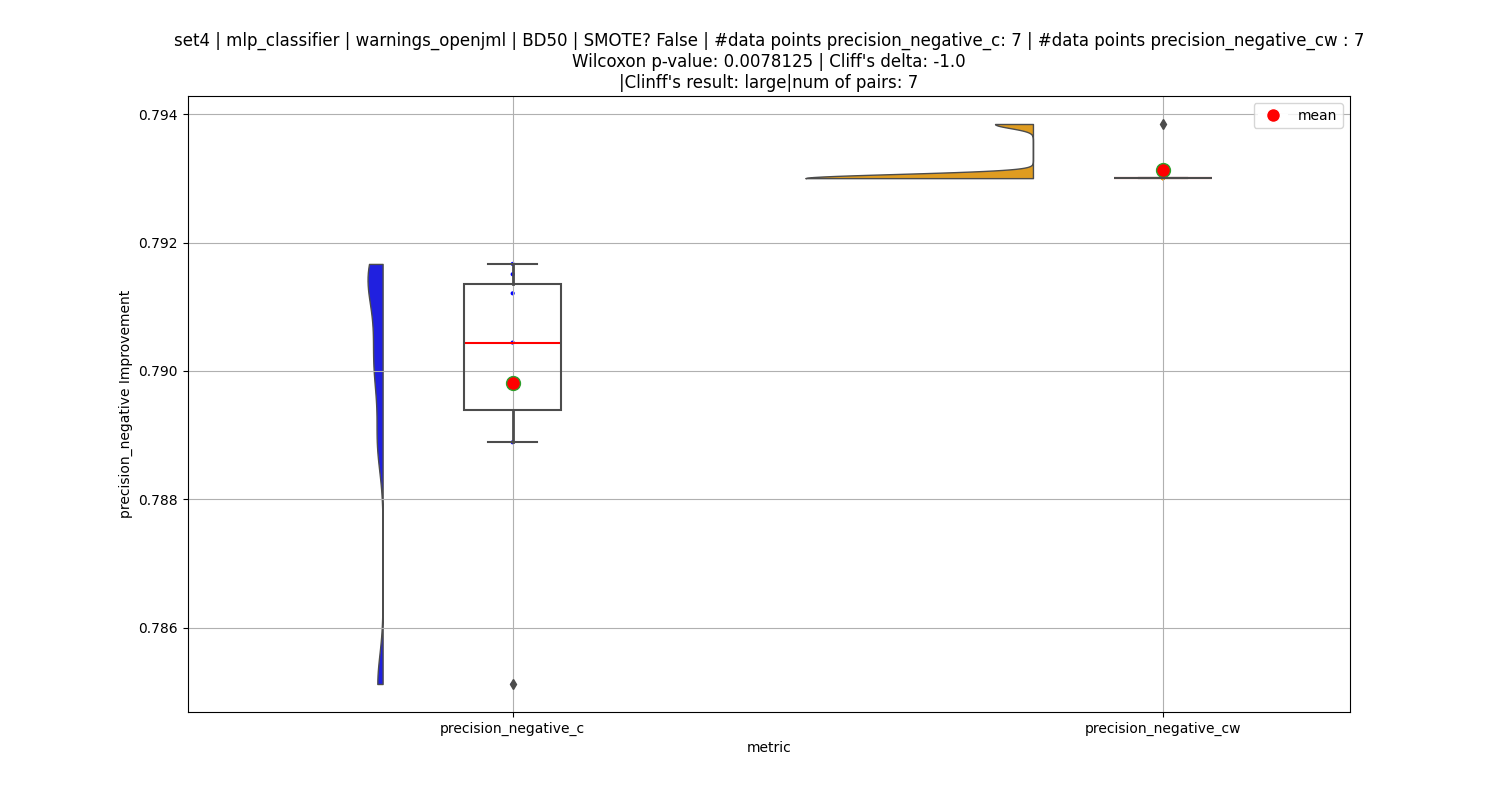 set4 | mlp_classifier | warnings_openjml | BD50 | SMOTE? False | #data points precision_negative_c: 7 | #data points precision_negative_cw : 7
Wilcoxon p-value: 0.0078125 | Cliff's delta: -1.0
|Clinff's result: large|num of pairs: 7
mean
0.794
0.792
0.790
0.788
0.786
precision_negative Improvement
precision_negative_c
precision_negative_cw
metric